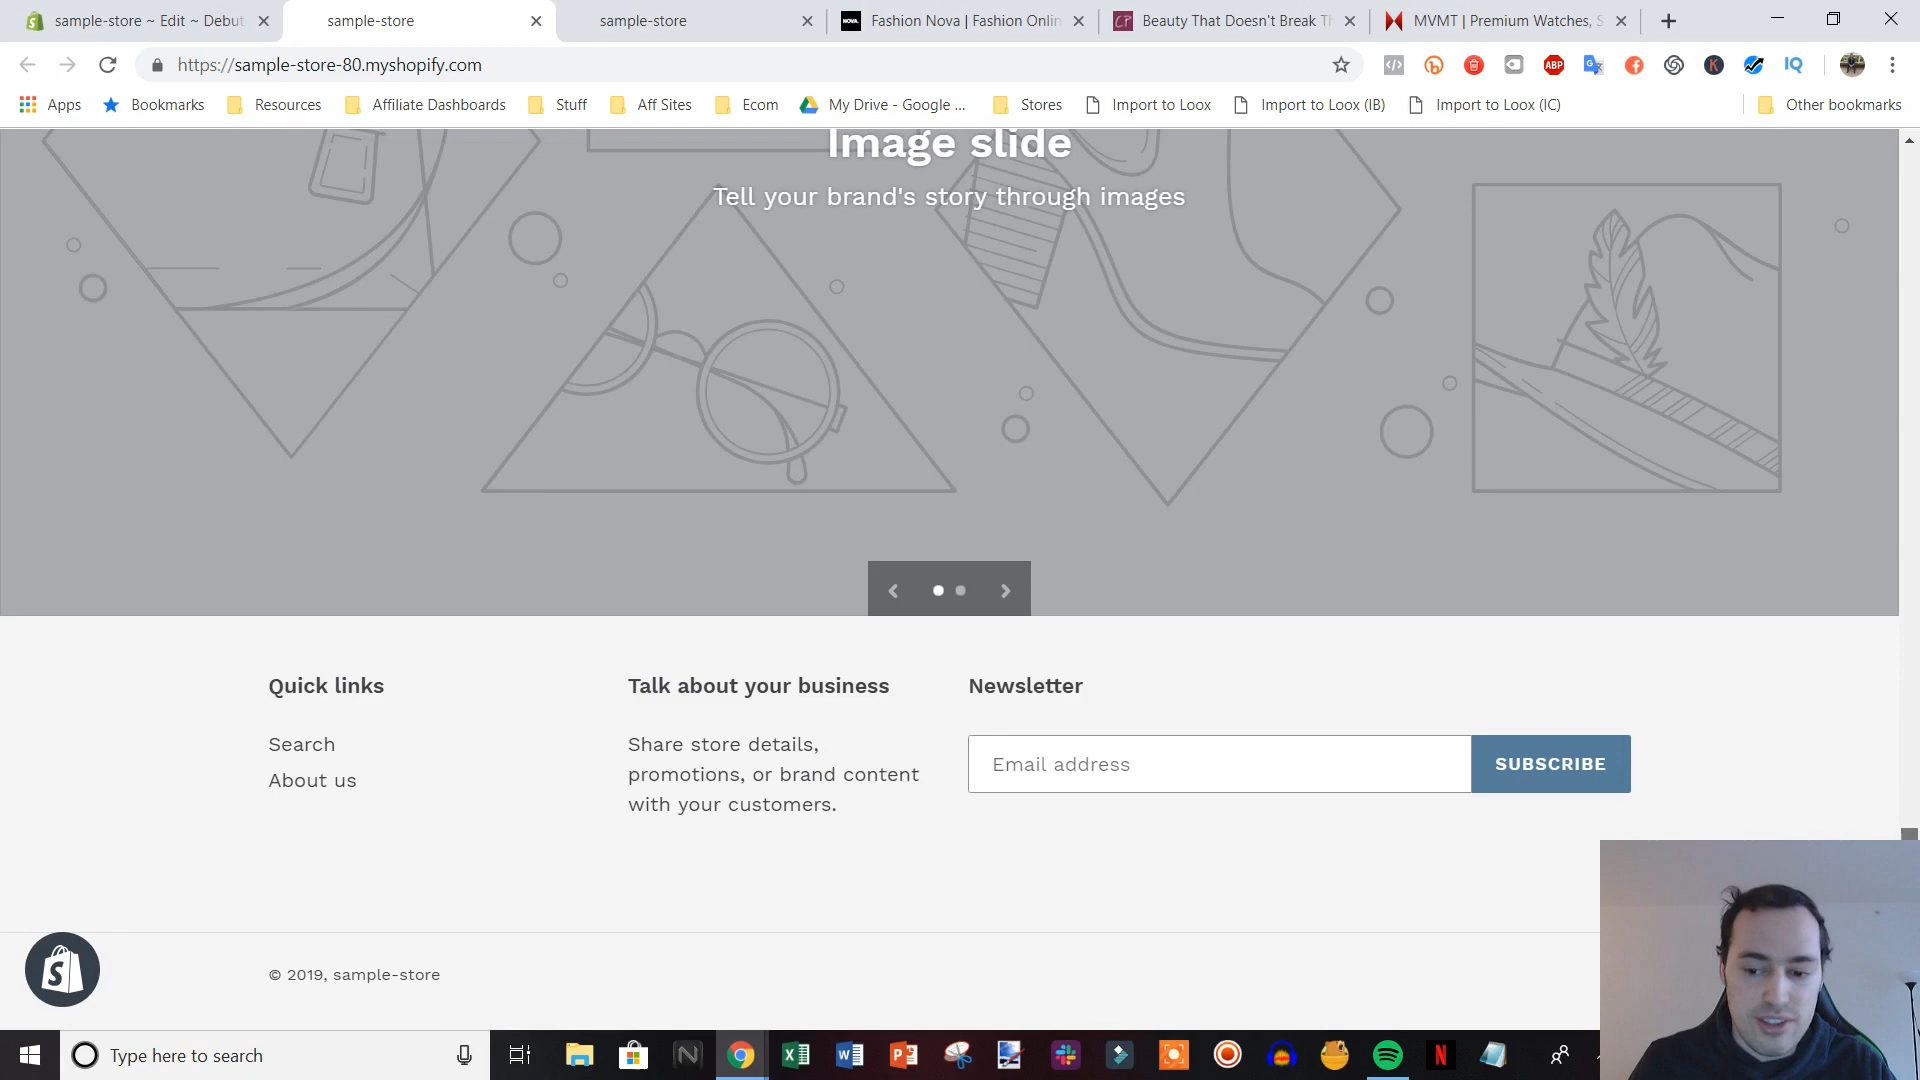 sample-store ~ Edit ~ Debut
sample-store
sample-store
Fashion Nova | Fashion Onlin
Beauty That Doesn't Break Th
MVMT | Premium Watches, S
https://sample-store-80.myshopify.com
Apps
Bookmarks
Resources
Affiliate Dashboards
Stuff
Aff Sites
Ecom
My Drive - Google ...
Stores
Import to Loox
Import to Loox (IB)
Import to Loox (IC)
Other bookmarks
Image slide
Tell your brand's story through images
Quick links
Search
About us
Talk about your business
Share store details,
promotions, or brand content
with your customers.
Newsletter
Email address
SUBSCRIBE
© 2019, sample-store
Type here to search